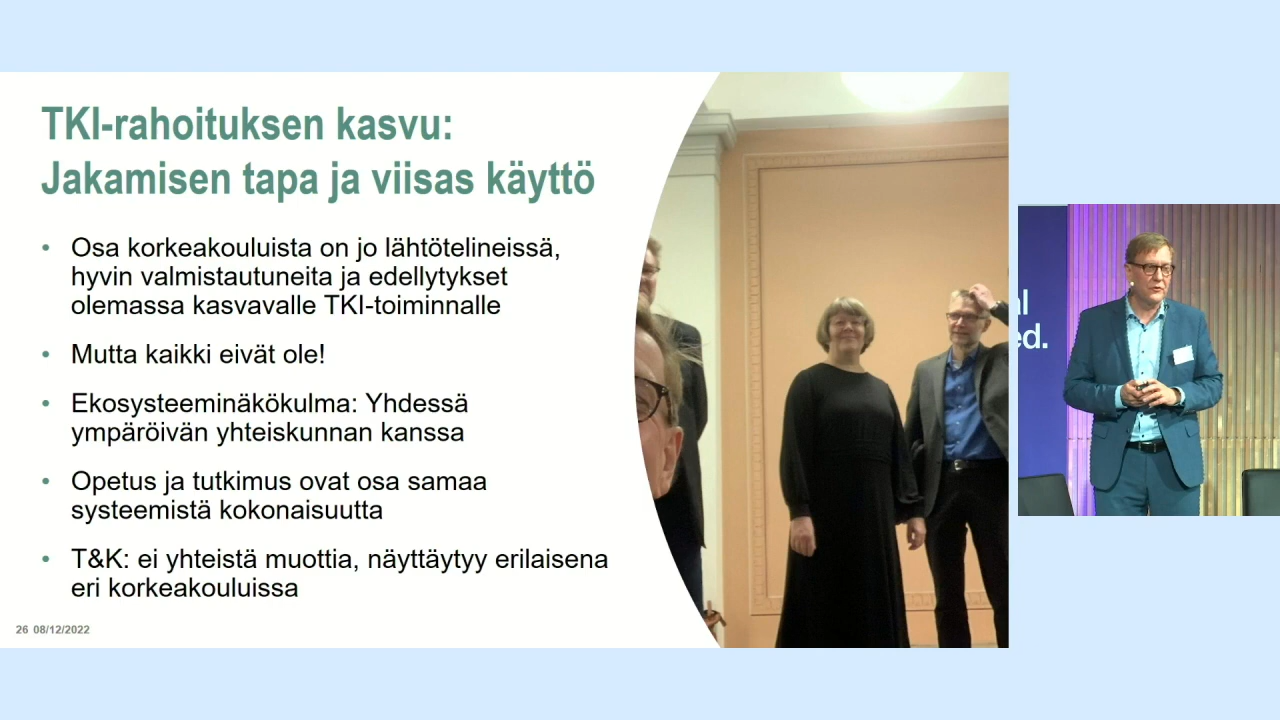 TKI-rahoituksen kasvu:
Jakamisen tapa ja viisas käyttö
• Osa korkeakouluista on jo lähtötelineissä,
hyvin valmistautuneita ja edellytykset
olemassa kasvavalle TKI-toiminnalle
• Mutta kaikki eivät ole!
• Ekosysteeminäkökulma: Yhdessä
ympäröivän yhteiskunnan kanssa
• Opetus ja tutkimus ovat osa samaa
systeemistä kokonaisuutta
• T&K: ei yhteistä muottia, näyttäytyy erilaisena
eri korkeakouluissa
26 08/12/2022
al
ed.